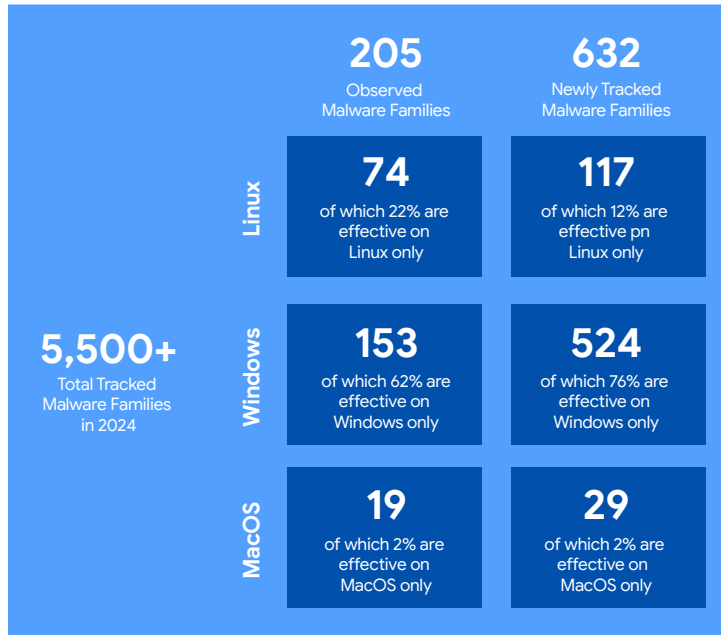 205
Observed
Malware Families
632
Newly Tracked
Malware Families
5,500+
Total Tracked
Malware Families
in 2024
Linux
74
of which 22% are
effective on
Linux only
117
of which 12% are
effective pn
Linux only
Windows
153
of which 62% are
effective on
Windows only
524
of which 76% are
effective on
Windows only
MacOS
19
of which 2% are
effective on
MacOS only
29
of which 2% are
effective on
MacOS only